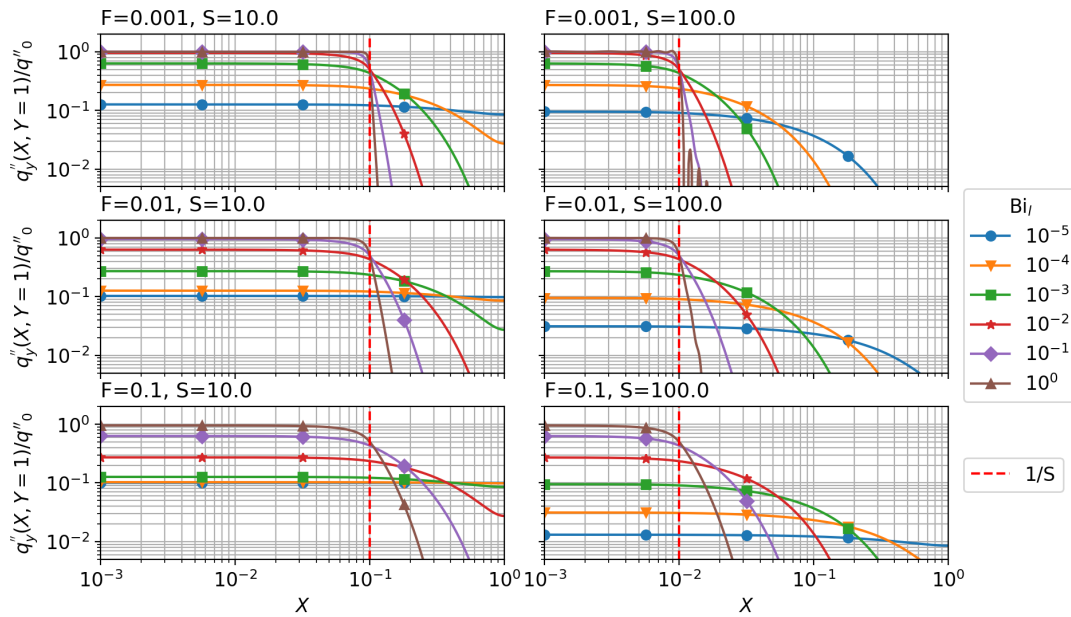 F=0.001, S=10.0
F=0.001, S=100.0
q″y(X, Y = 1)/q″0
10⁰
10⁻¹
10⁻²
10⁰
10⁻¹
10⁻²
F=0.01, S=10.0
F=0.01, S=100.0
q″y(X, Y = 1)/q″0
10⁰
10⁻¹
10⁻²
10⁰
10⁻¹
10⁻²
F=0.1, S=10.0
F=0.1, S=100.0
q″y(X, Y = 1)/q″0
10⁰
10⁻¹
10⁻²
10⁰
10⁻¹
10⁻²
10⁻³
10⁻²
10⁻¹
10⁰
10⁻³
10⁻²
10⁻¹
10⁰
X
X
Biₗ
10⁻⁵
10⁻⁴
10⁻³
10⁻²
10⁻¹
10⁰
1/S